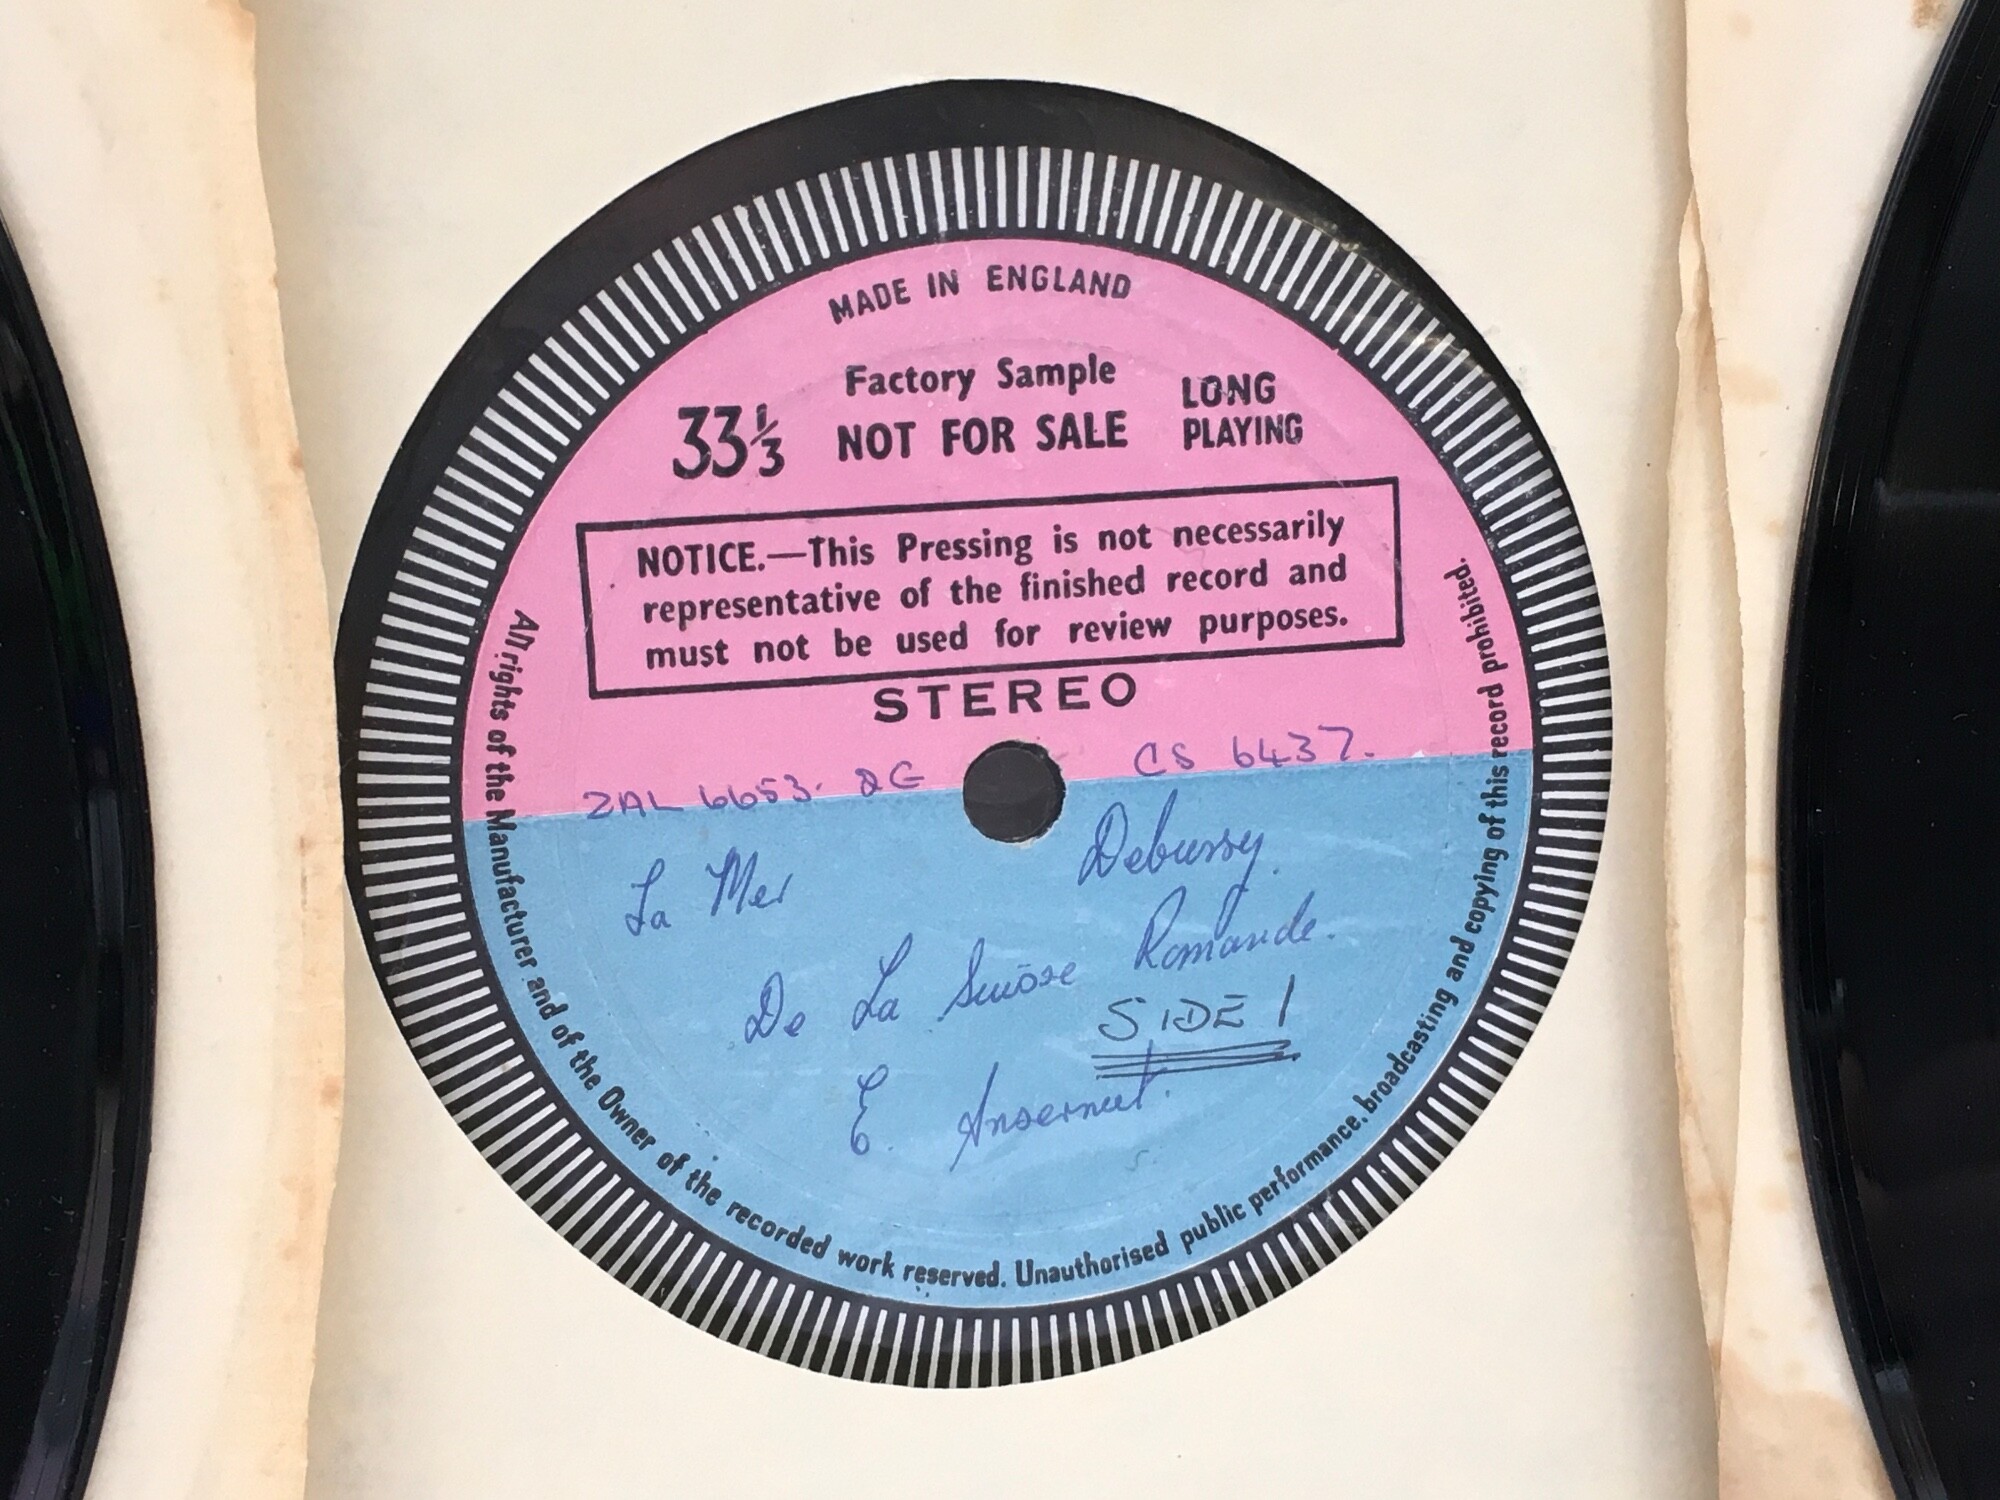 MADE IN ENGLAND
Factory Sample
33⅓ NOT FOR SALE
LONG
PLAYING
NOTICE.—This Pressing is not necessarily
representative of the finished record and
must not be used for review purposes.
STEREO
ZAL 6653. 2G CS 6437.
La Mer Debussy.
De La Suisse Romande.
SIDE 1
E. Ansermet.
All rights of the Manufacturer and of the Owner of the recorded work reserved. Unauthorised public performance, broadcasting and copying of this record prohibited.